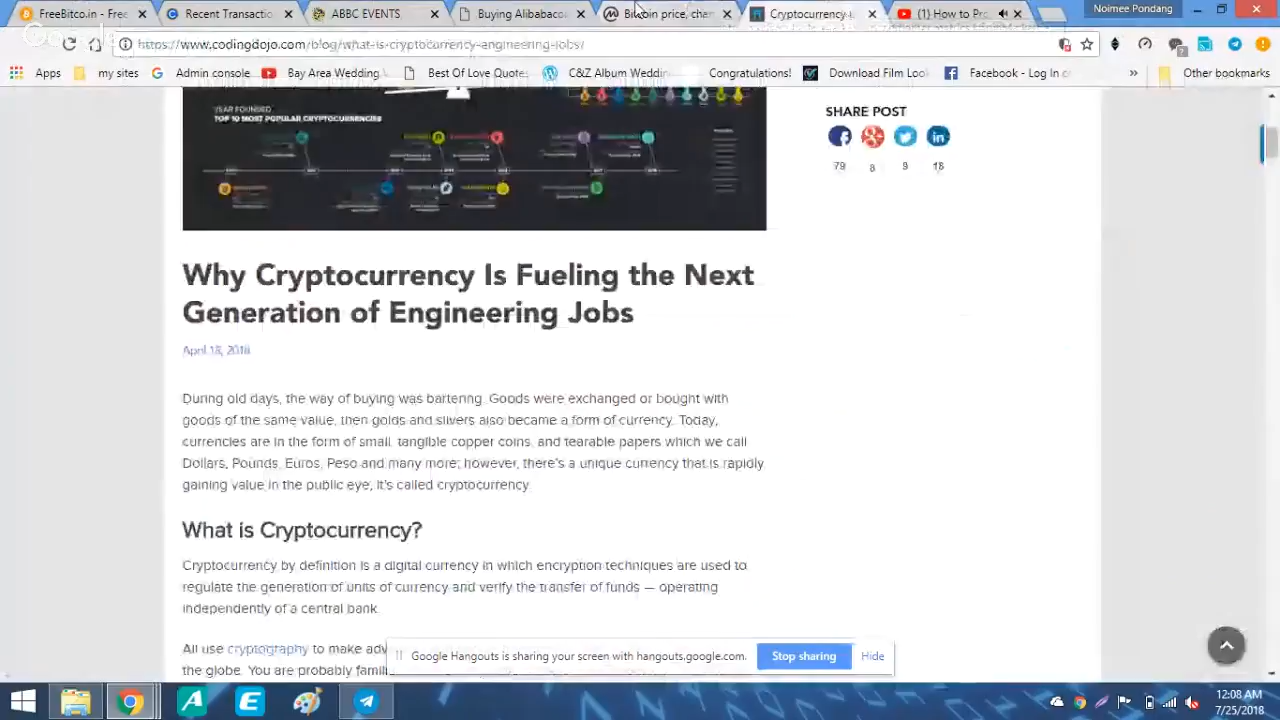 FreeBitco.in - F
Recent Transactic
ABBC EVENTS
Buying Alibabacoi
Bitcoin price, char
Cryptocurrency
(1) How to Pr
Noimee Pondang
https://www.codingdojo.com/blog/what-is-cryptocurrency-engineering-jobs/
Apps
Invites
Admin console
Bay Area Wedding
Best Of Love Quote
C&Z Album Weddin
Congratulations!
Download Film Loo
Facebook - Log In o
»
Other bookmarks
YEAR FOUNDED
TOP 10 MOST POPULAR CRYPTOCURRENCIES
SHARE POST
79 8 9 18
Why Cryptocurrency Is Fueling the Next
Generation of Engineering Jobs
April 18, 2018
During old days, the way of buying was bartering. Goods were exchanged or bought with
goods of the same value, then golds and silvers also became a form of currency. Today,
currencies are in the form of small, tangible copper coins, and tearable papers which we call
Dollars, Pounds, Euros, Peso and many more; however, there's a unique currency that is rapidly
gaining value in the public eye, it's called cryptocurrency.
What is Cryptocurrency?
Cryptocurrency by definition is a digital currency in which encryption techniques are used to
regulate the generation of units of currency and verify the transfer of funds — operating
independently of a central bank.
All use cryptography to make adv
the globe. You are probably famili
Google Hangouts is sharing your screen with hangouts.google.com.
Stop sharing
Hide
12:08 AM
7/25/2018